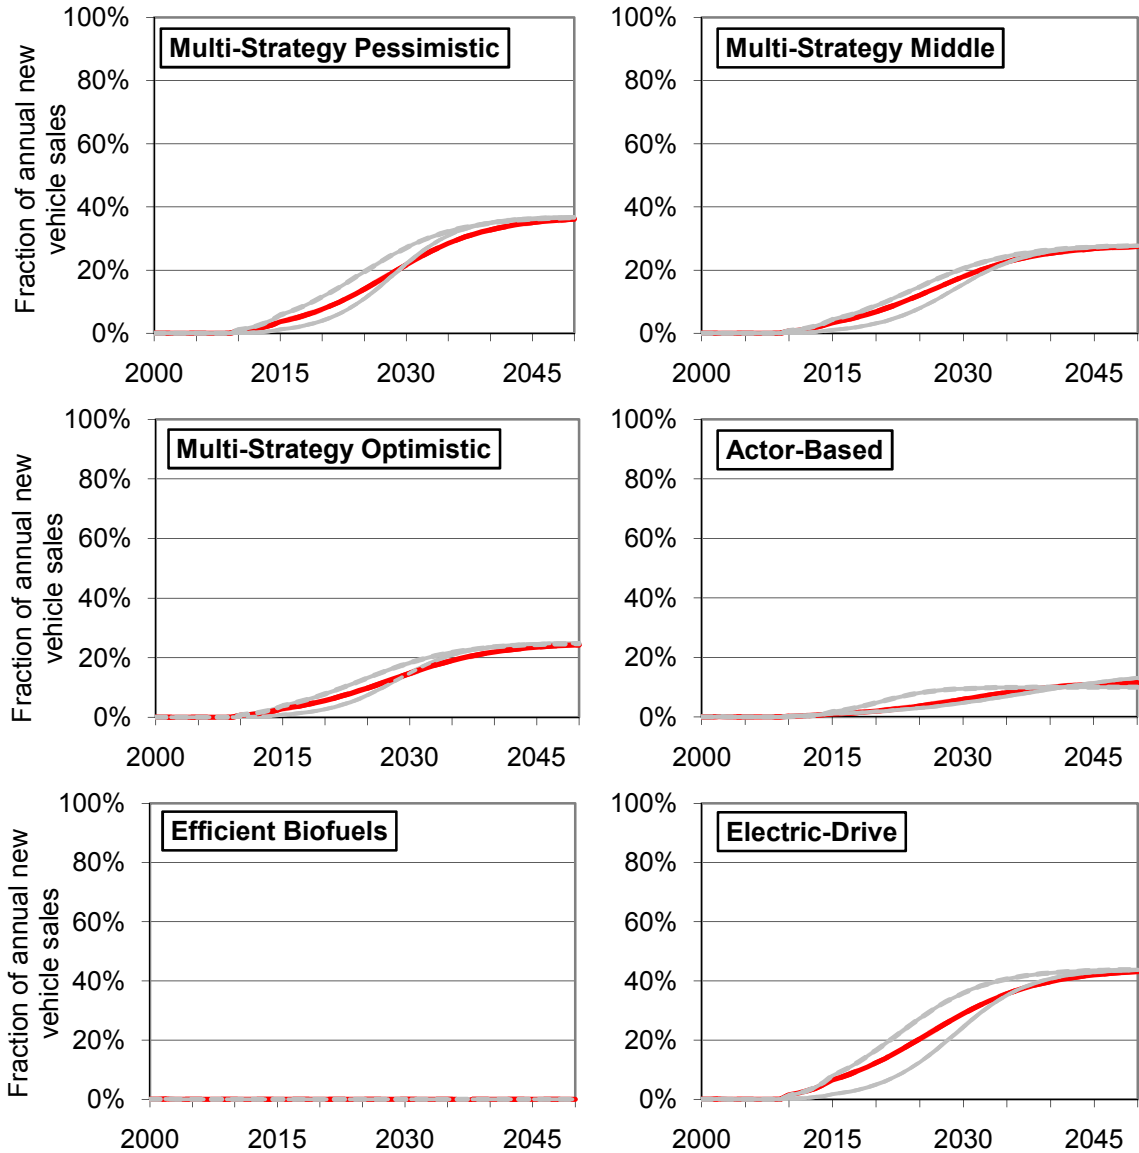 Fraction of annual new
vehicle sales
100%
80%
60%
40%
20%
0%
Multi-Strategy Pessimistic
2000 2015 2030 2045
100%
80%
60%
40%
20%
0%
Multi-Strategy Middle
2000 2015 2030 2045
Fraction of annual new
vehicle sales
100%
80%
60%
40%
20%
0%
Multi-Strategy Optimistic
2000 2015 2030 2045
100%
80%
60%
40%
20%
0%
Actor-Based
2000 2015 2030 2045
Fraction of annual new
vehicle sales
100%
80%
60%
40%
20%
0%
Efficient Biofuels
2000 2015 2030 2045
100%
80%
60%
40%
20%
0%
Electric-Drive
2000 2015 2030 2045